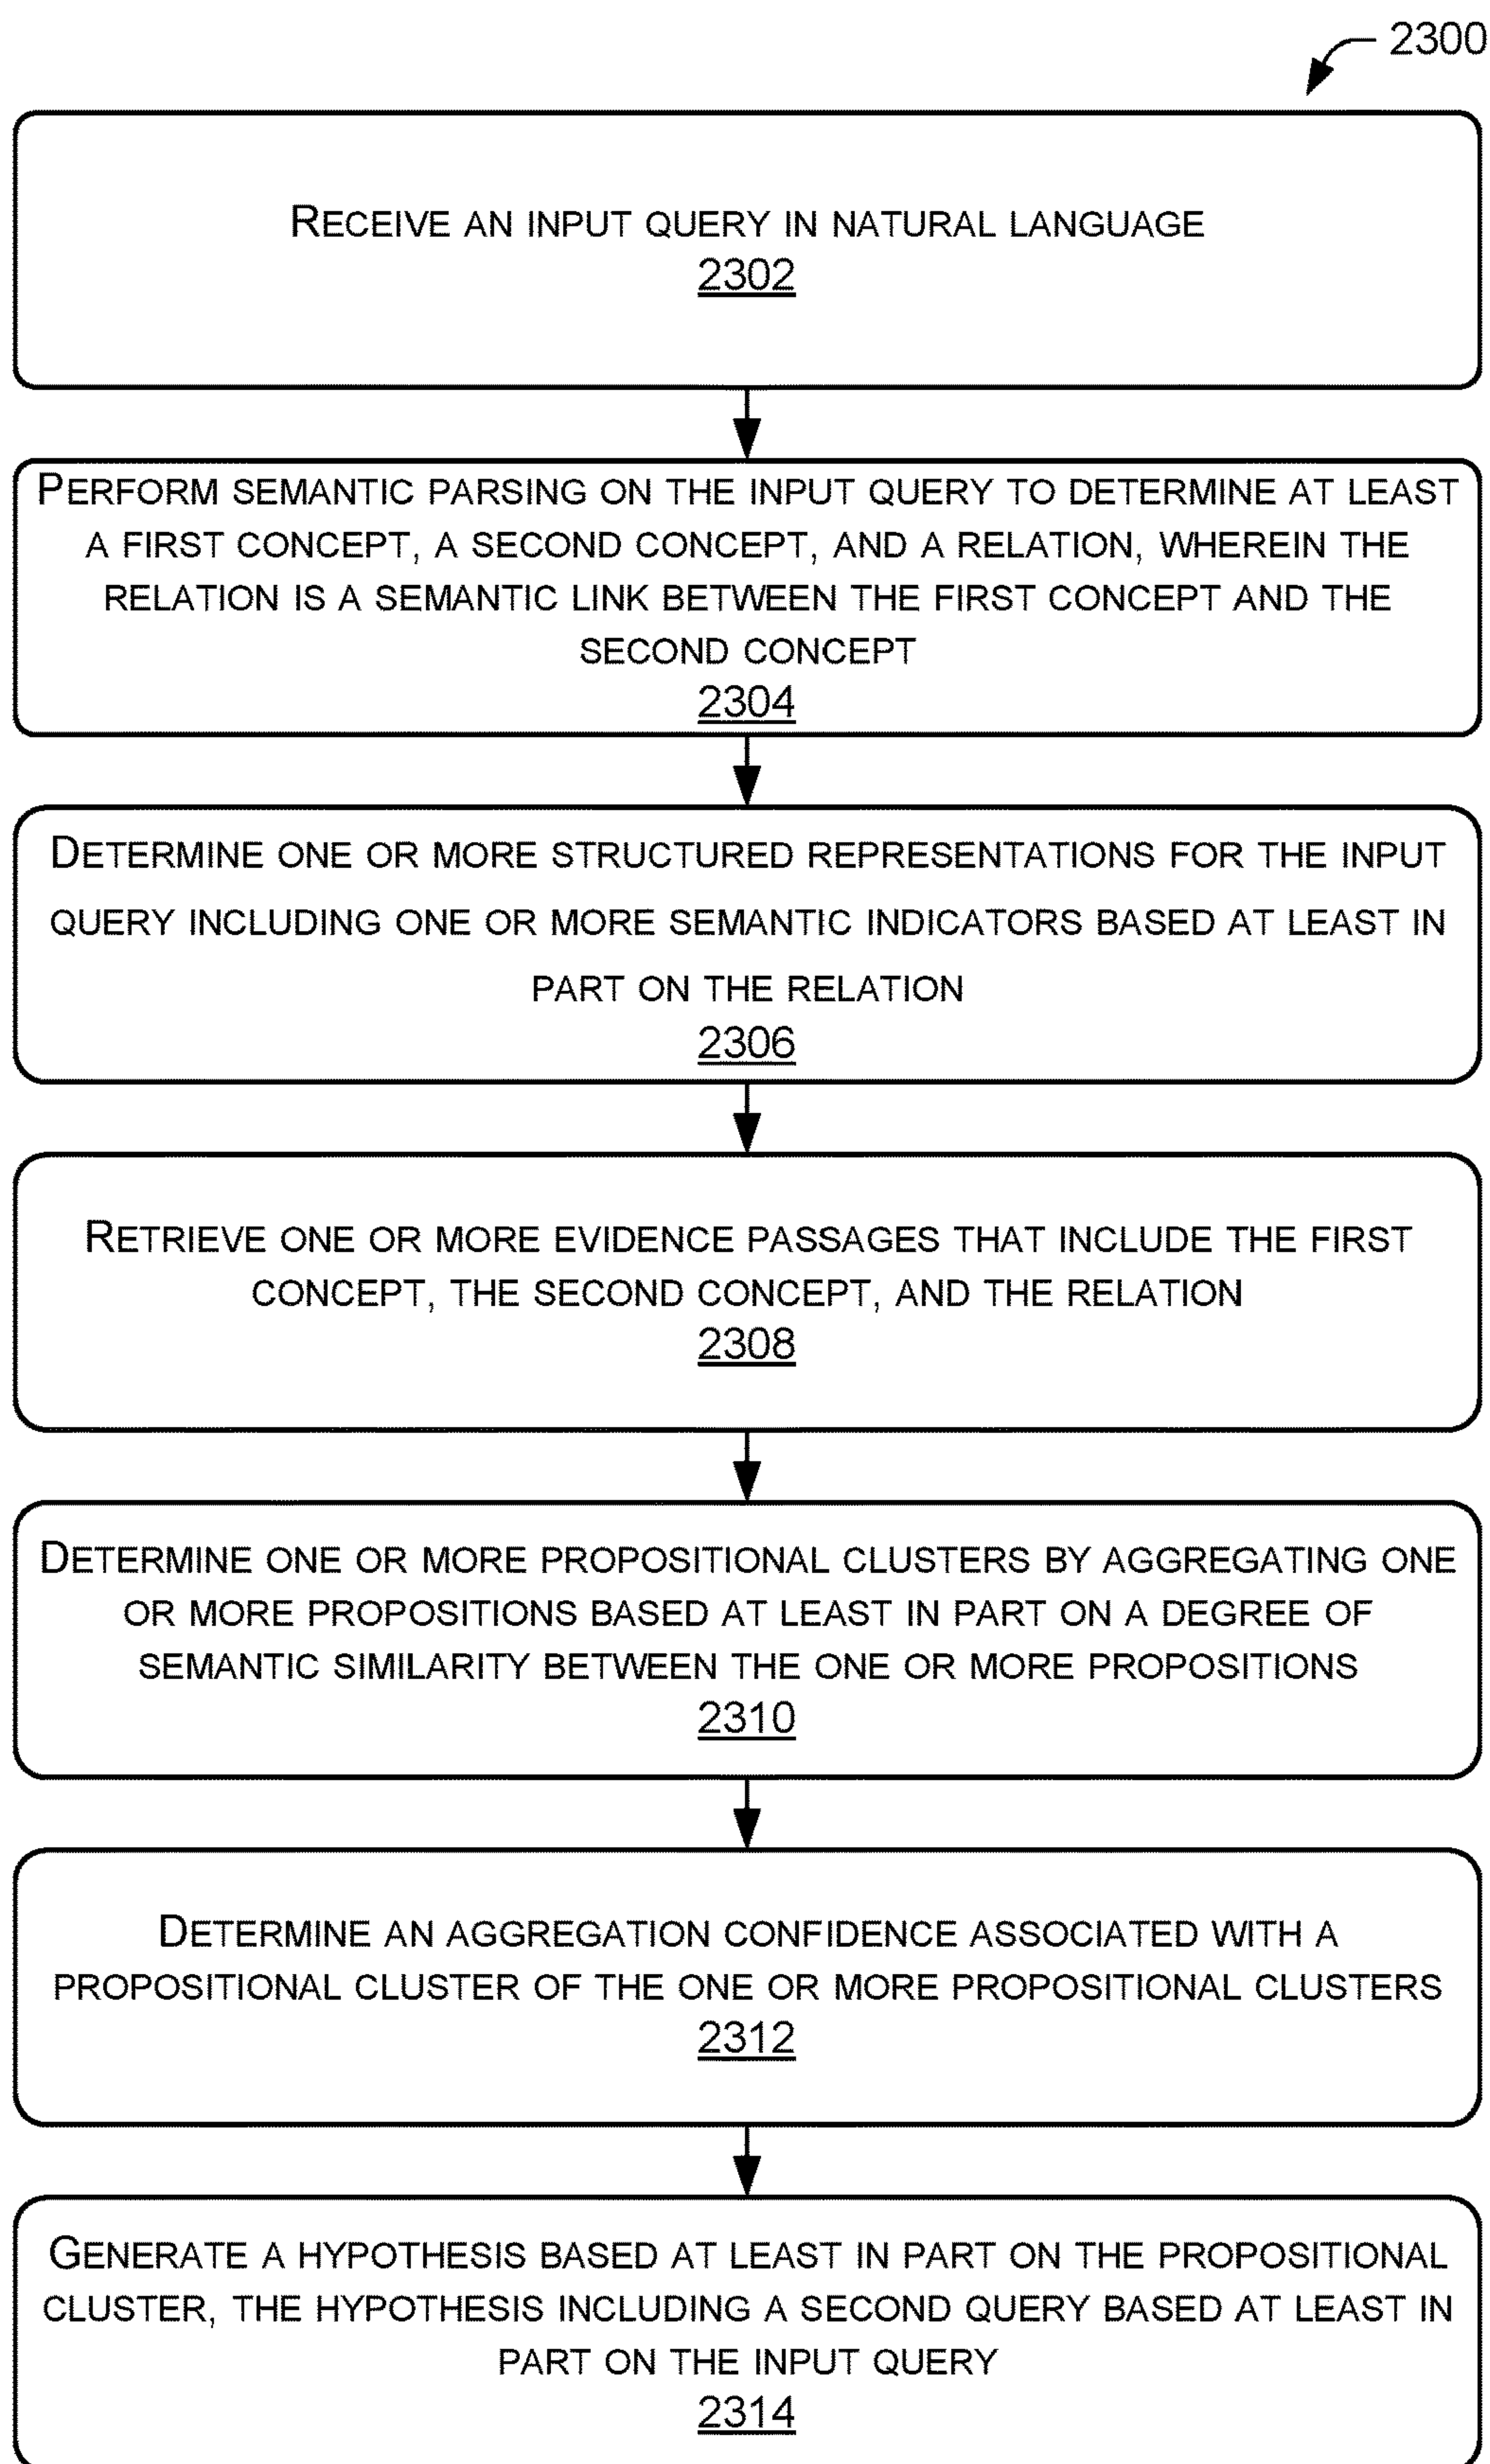 2300
RECEIVE AN INPUT QUERY IN NATURAL LANGUAGE
2302
PERFORM SEMANTIC PARSING ON THE INPUT QUERY TO DETERMINE AT LEAST
A FIRST CONCEPT, A SECOND CONCEPT, AND A RELATION, WHEREIN THE
RELATION IS A SEMANTIC LINK BETWEEN THE FIRST CONCEPT AND THE
SECOND CONCEPT
2304
DETERMINE ONE OR MORE STRUCTURED REPRESENTATIONS FOR THE INPUT
QUERY INCLUDING ONE OR MORE SEMANTIC INDICATORS BASED AT LEAST IN
PART ON THE RELATION
2306
RETRIEVE ONE OR MORE EVIDENCE PASSAGES THAT INCLUDE THE FIRST
CONCEPT, THE SECOND CONCEPT, AND THE RELATION
2308
DETERMINE ONE OR MORE PROPOSITIONAL CLUSTERS BY AGGREGATING ONE
OR MORE PROPOSITIONS BASED AT LEAST IN PART ON A DEGREE OF
SEMANTIC SIMILARITY BETWEEN THE ONE OR MORE PROPOSITIONS
2310
DETERMINE AN AGGREGATION CONFIDENCE ASSOCIATED WITH A
PROPOSITIONAL CLUSTER OF THE ONE OR MORE PROPOSITIONAL CLUSTERS
2312
GENERATE A HYPOTHESIS BASED AT LEAST IN PART ON THE PROPOSITIONAL
CLUSTER, THE HYPOTHESIS INCLUDING A SECOND QUERY BASED AT LEAST IN
PART ON THE INPUT QUERY
2314